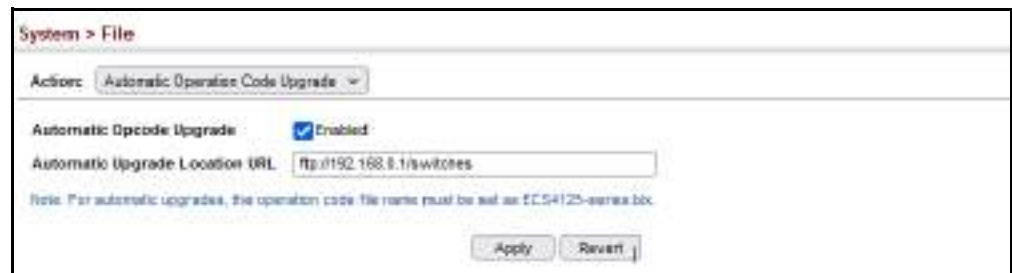 System > File
Action: Automatic Operation Code Upgrade
Automatic Opcode Upgrade Enabled
Automatic Upgrade Location URL ftp://192.168.0.1/switches
Note: For automatic upgrades, the operation code file name must be set as ECS4125-series.bix.
Apply Revert